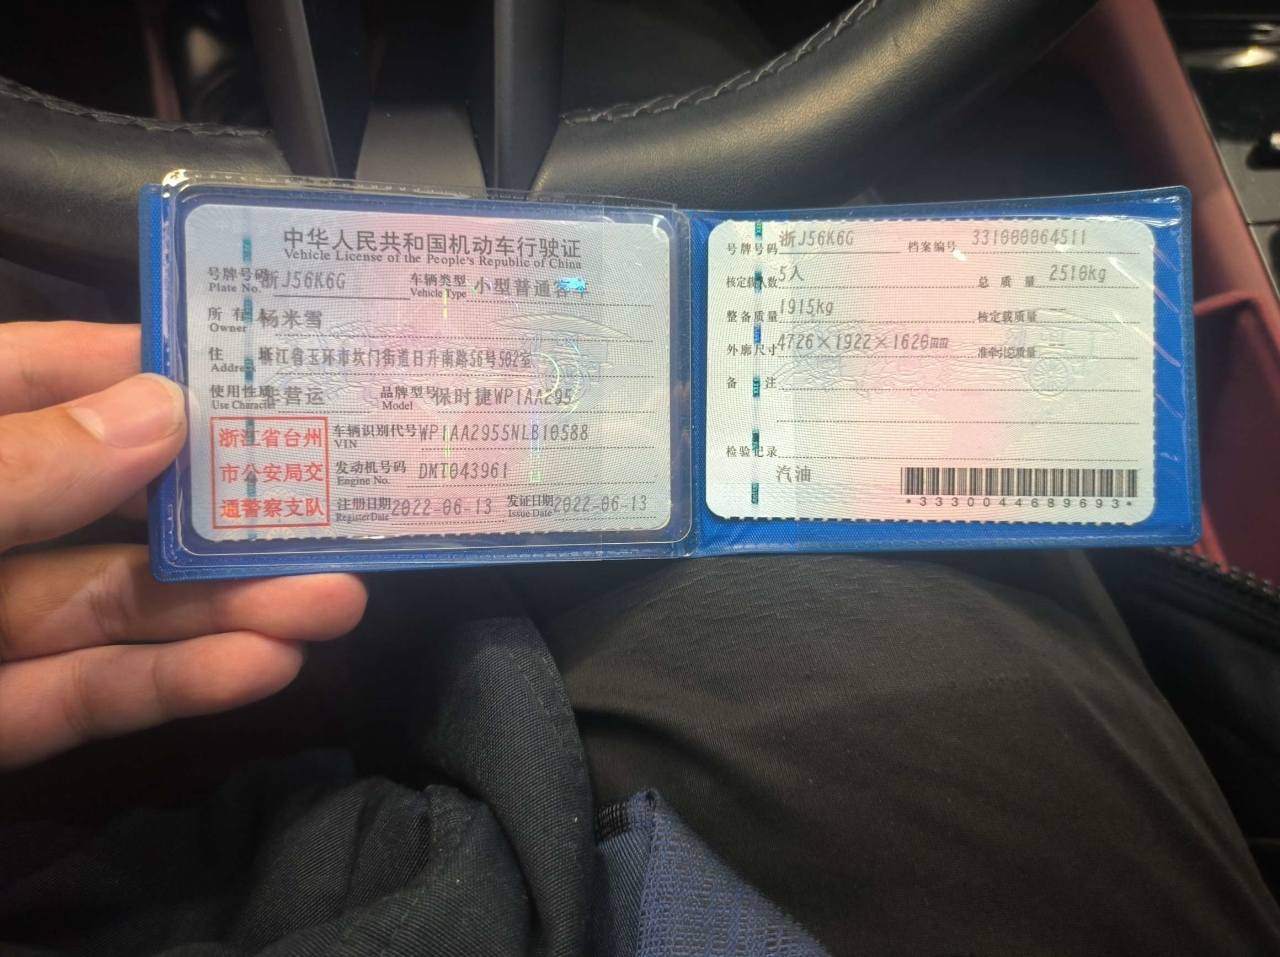 中华人民共和国机动车行驶证
Vehicle License of the People's Republic of China
号牌号码 浙J56K6G 车辆类型 小型普通客车
Plate No. Vehicle Type
所有人 杨米雪
Owner
住址 浙江省玉环市坎门街道日升南路56号502室
Address
使用性质 非营运 品牌型号 保时捷WP1AA295
Use Character Model
浙江省台州
市公安局交
通警察支队
车辆识别代号 WP1AA2955NLB10588
VIN
发动机号码 DMT043961
Engine No.
注册日期 2022-06-13 发证日期 2022-06-13
Register Date Issue Date
号牌号码 浙J56K6G 档案编号 331000064511
核定载人数 5人 总质量 2510kg
整备质量 1915kg 核定载质量 --
外廓尺寸 4726×1922×1620mm 准牵引总质量 --
备注
检验记录
汽油
*3330044689693*